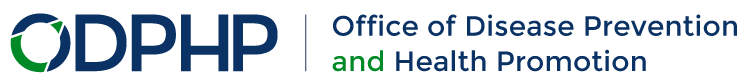 ODPHP
Office of Disease Prevention
and Health Promotion